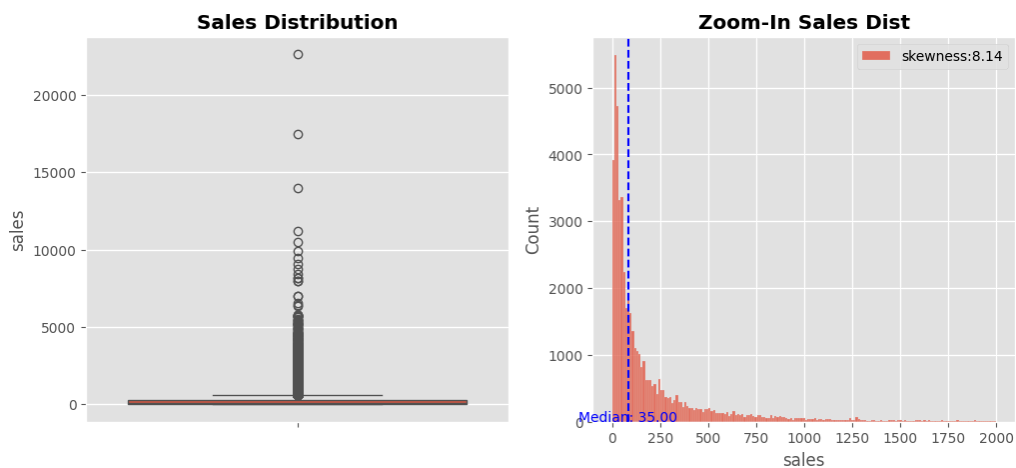 Sales Distribution
20000
15000
10000
5000
0
sales
Zoom-In Sales Dist
skewness:8.14
5000
4000
3000
2000
1000
0
Count
Median: 35.00
0 250 500 750 1000 1250 1500 1750 2000
sales